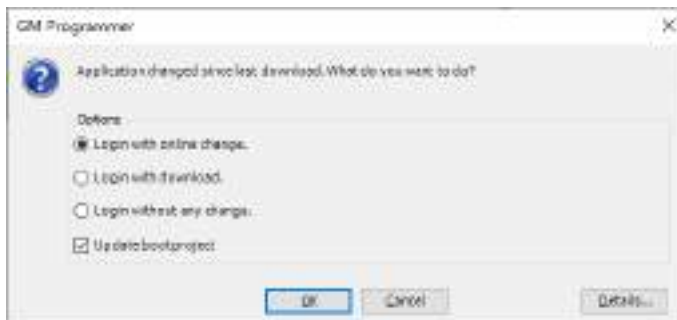 GM Programmer
Application changed since last download. What do you want to do?
Options
Login with online change.
Login with download.
Login without any change.
Update bootproject
OK
Cancel
Details...